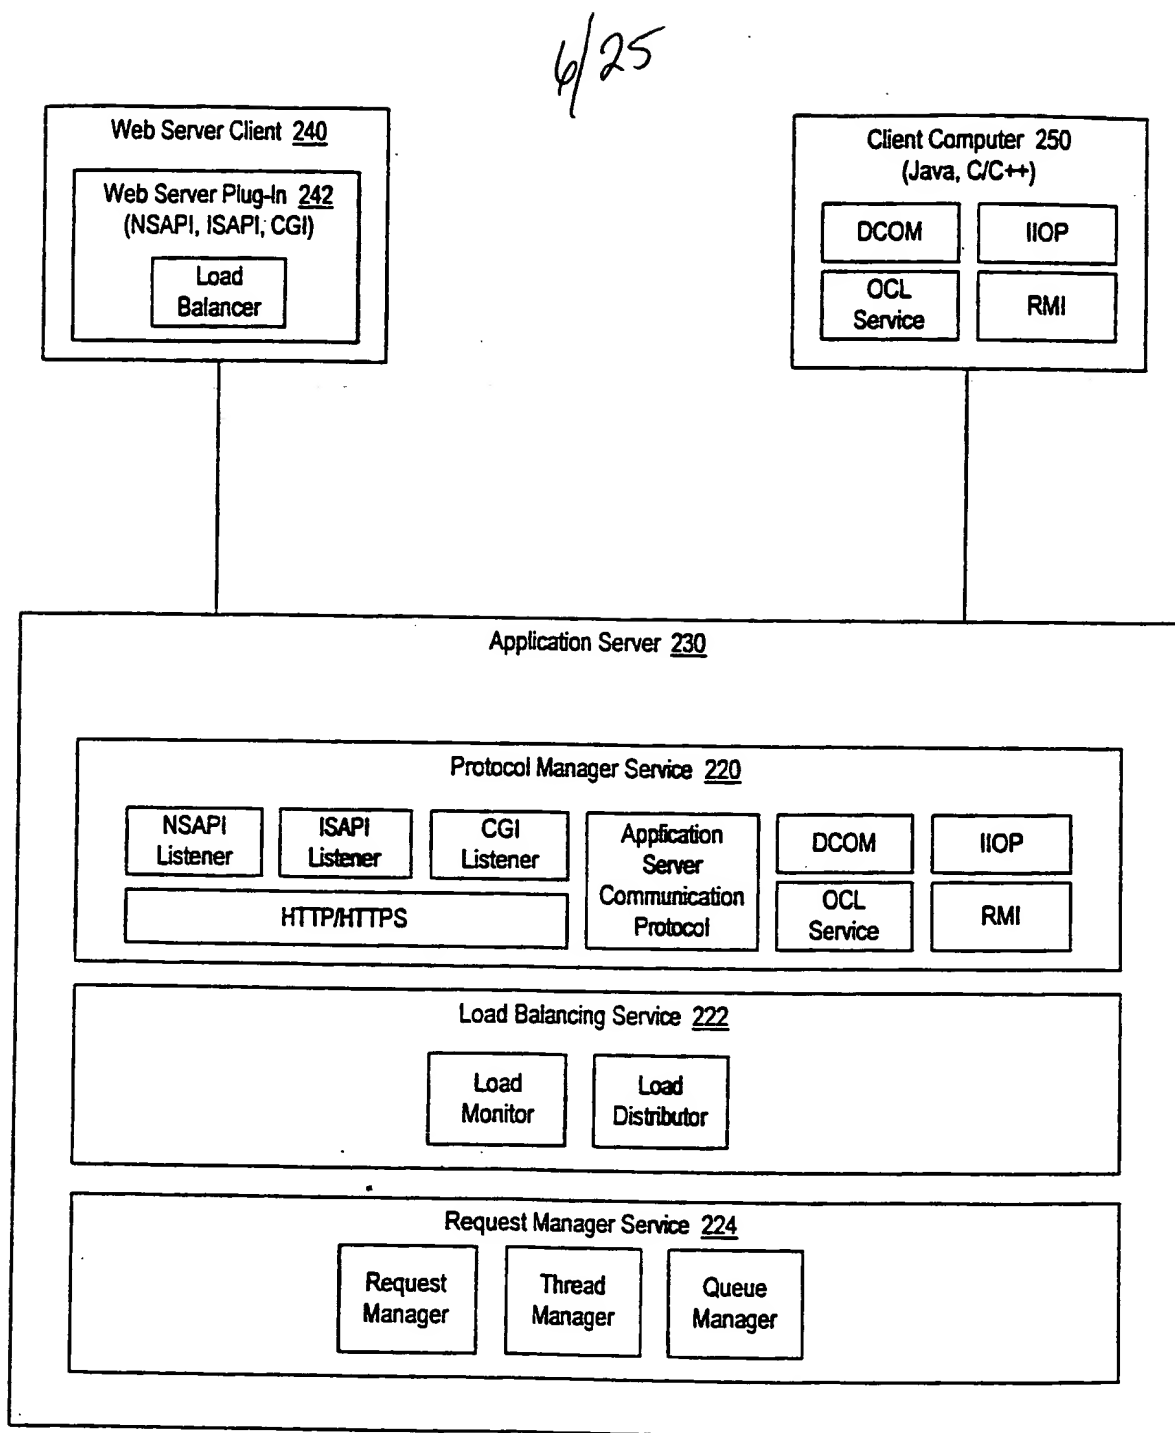 6/25
Web Server Client 240
Web Server Plug-In 242
(NSAPI, ISAPI, CGI)
Load
Balancer
Client Computer 250
(Java, C/C++)
DCOM
IIOP
OCL
Service
RMI
Application Server 230
Protocol Manager Service 220
NSAPI
Listener
ISAPI
Listener
CGI
Listener
HTTP/HTTPS
Application
Server
Communication
Protocol
DCOM
IIOP
OCL
Service
RMI
Load Balancing Service 222
Load
Monitor
Load
Distributor
Request Manager Service 224
Request
Manager
Thread
Manager
Queue
Manager